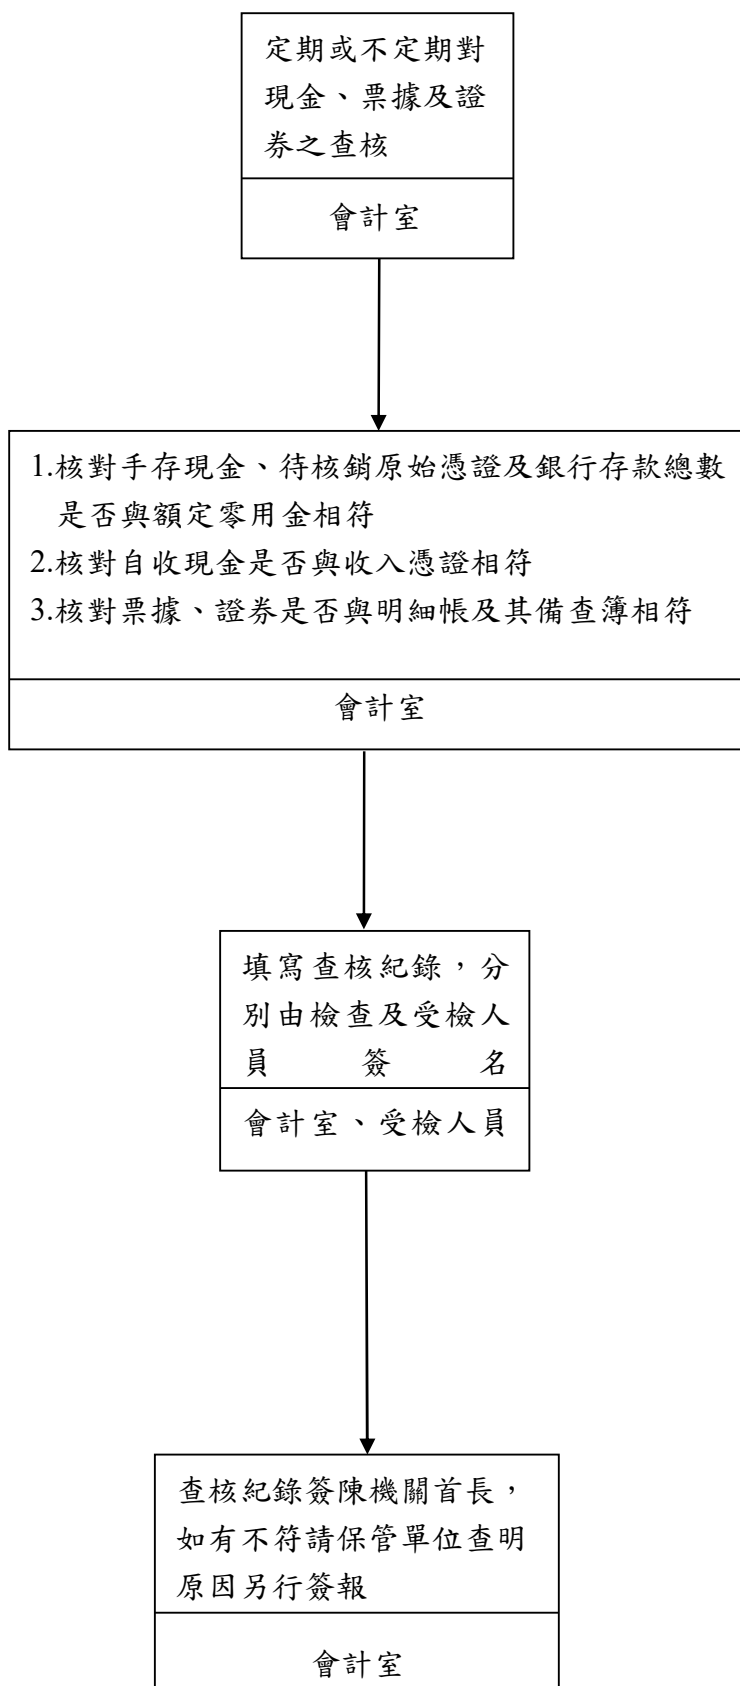 定期或不定期對
現金、票據及證
券之查核
會計室
1.核對手存現金、待核銷原始憑證及銀行存款總數
是否與額定零用金相符
2.核對自收現金是否與收入憑證相符
3.核對票據、證券是否與明細帳及其備查簿相符
會計室
填寫查核紀錄，分
別由檢查及受檢人
員簽名
會計室、受檢人員
查核紀錄簽陳機關首長，
如有不符請保管單位查明
原因另行簽報
會計室